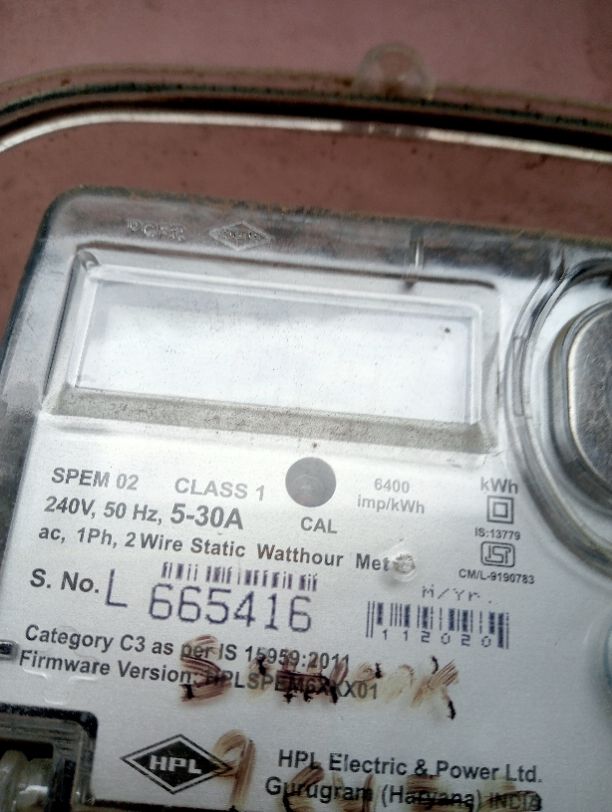 SPEM 02 CLASS 1 6400 imp/kWh kWh
240V, 50 Hz, 5-30A CAL IS:13779
ac, 1Ph, 2 Wire Static Watthour Meter
CM/L-9190783
S. No. L 665416 M/Yr.
112020
Category C3 as per IS 15959:2011
Firmware Version:
HPL HPL Electric & Power Ltd.
Gurugram (Haryana) INDIA